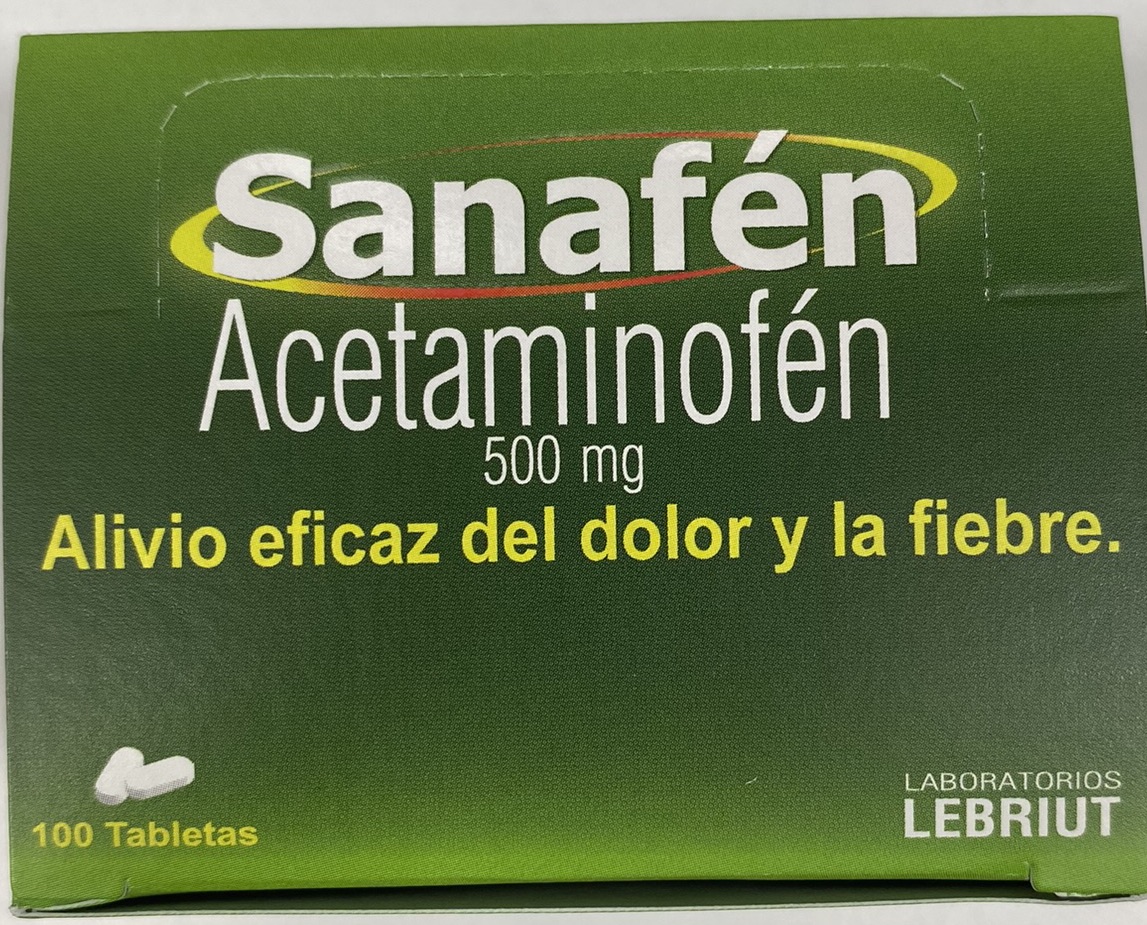 Sanafén
Acetaminofén
500 mg
Alivio eficaz del dolor y la fiebre.
100 Tabletas
LABORATORIOS
LEBRIUT